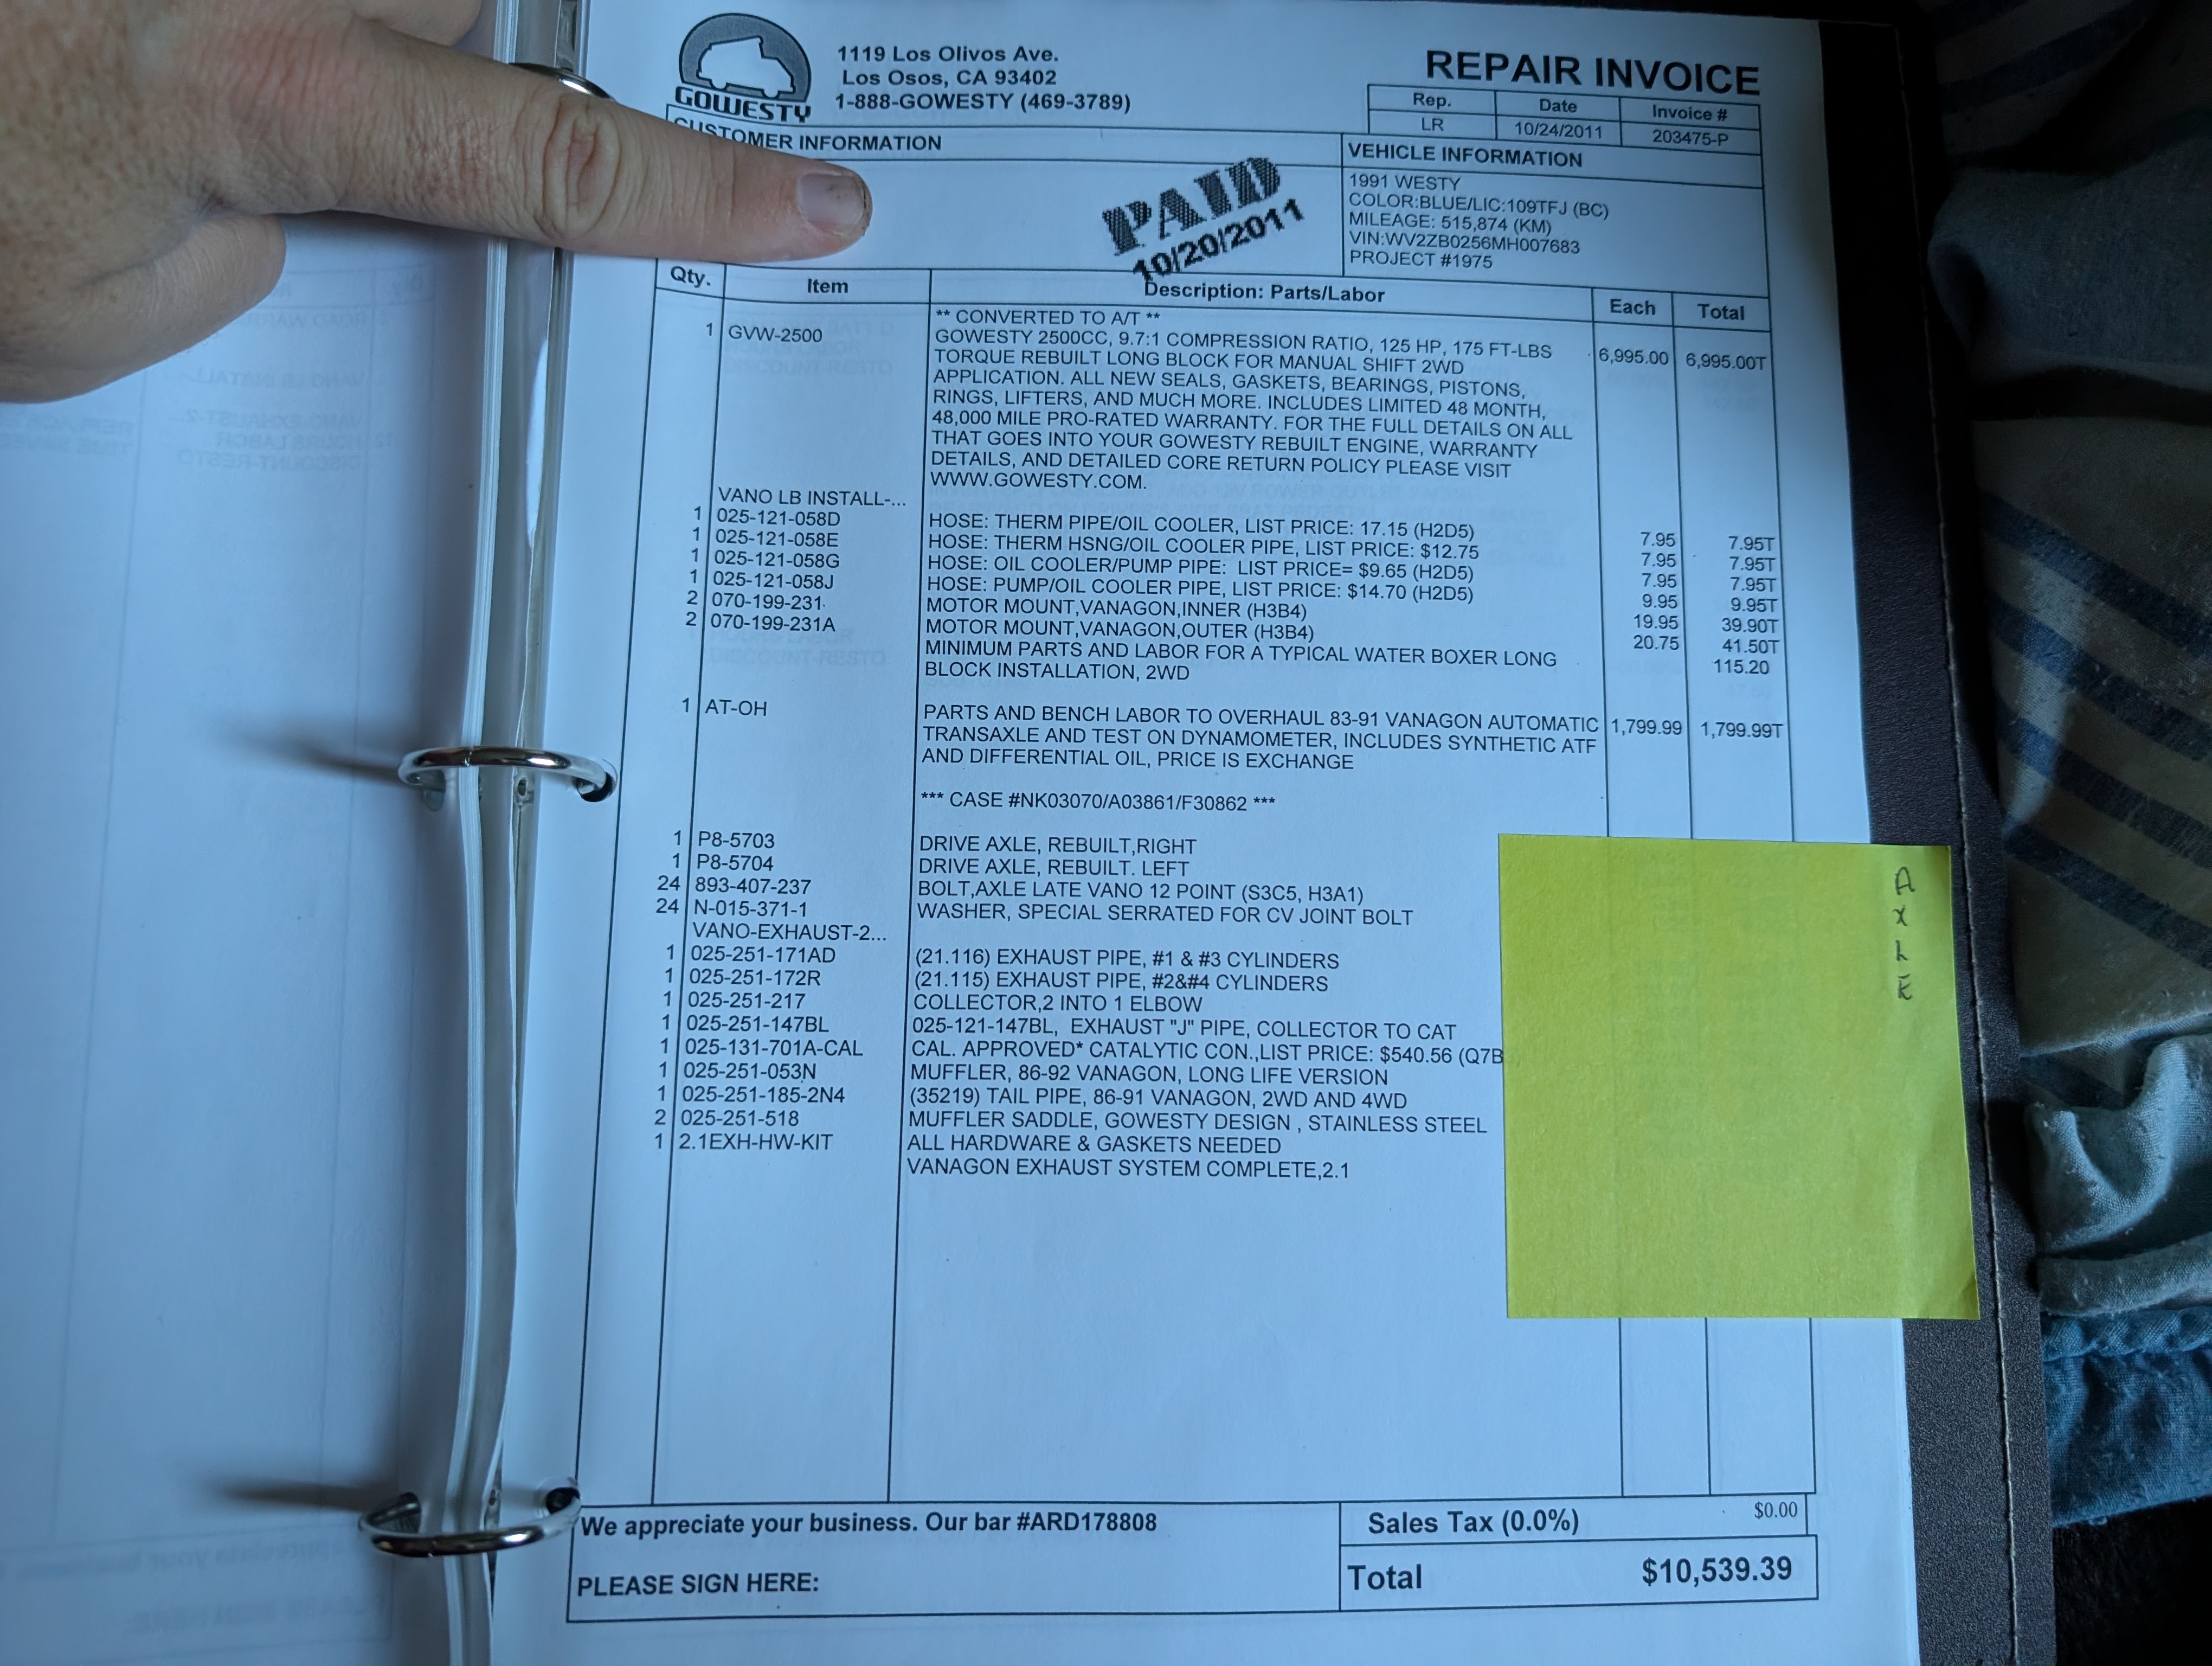 GOWESTY
1119 Los Olivos Ave.
Los Osos, CA 93402
1-888-GOWESTY (469-3789)
REPAIR INVOICE
Rep. Date Invoice #
LR 10/24/2011 203475-P
CUSTOMER INFORMATION
PAID
10/20/2011
VEHICLE INFORMATION
1991 WESTY
COLOR:BLUE/LIC:109TFJ (BC)
MILEAGE: 515,874 (KM)
VIN:WV2ZB0256MH007683
PROJECT #1975
Qty. Item Description: Parts/Labor Each Total
** CONVERTED TO A/T **
1 GVW-2500 GOWESTY 2500CC, 9.7:1 COMPRESSION RATIO, 125 HP, 175 FT-LBS 6,995.00 6,995.00T
TORQUE REBUILT LONG BLOCK FOR MANUAL SHIFT 2WD
APPLICATION. ALL NEW SEALS, GASKETS, BEARINGS, PISTONS,
RINGS, LIFTERS, AND MUCH MORE. INCLUDES LIMITED 48 MONTH,
48,000 MILE PRO-RATED WARRANTY. FOR THE FULL DETAILS ON ALL
THAT GOES INTO YOUR GOWESTY REBUILT ENGINE, WARRANTY
DETAILS, AND DETAILED CORE RETURN POLICY PLEASE VISIT
WWW.GOWESTY.COM.
VANO LB INSTALL-...
1 025-121-058D HOSE: THERM PIPE/OIL COOLER, LIST PRICE: 17.15 (H2D5) 7.95 7.95T
1 025-121-058E HOSE: THERM HSNG/OIL COOLER PIPE, LIST PRICE: $12.75 7.95 7.95T
1 025-121-058G HOSE: OIL COOLER/PUMP PIPE: LIST PRICE= $9.65 (H2D5) 7.95 7.95T
1 025-121-058J HOSE: PUMP/OIL COOLER PIPE, LIST PRICE: $14.70 (H2D5) 9.95 9.95T
2 070-199-231 MOTOR MOUNT,VANAGON,INNER (H3B4) 19.95 39.90T
2 070-199-231A MOTOR MOUNT,VANAGON,OUTER (H3B4) 20.75 41.50T
MINIMUM PARTS AND LABOR FOR A TYPICAL WATER BOXER LONG 115.20
BLOCK INSTALLATION, 2WD
1 AT-OH PARTS AND BENCH LABOR TO OVERHAUL 83-91 VANAGON AUTOMATIC 1,799.99 1,799.99T
TRANSAXLE AND TEST ON DYNAMOMETER, INCLUDES SYNTHETIC ATF
AND DIFFERENTIAL OIL, PRICE IS EXCHANGE
*** CASE #NK03070/A03861/F30862 ***
1 P8-5703 DRIVE AXLE, REBUILT,RIGHT
1 P8-5704 DRIVE AXLE, REBUILT. LEFT
24 893-407-237 BOLT,AXLE LATE VANO 12 POINT (S3C5, H3A1)
24 N-015-371-1 WASHER, SPECIAL SERRATED FOR CV JOINT BOLT
VANO-EXHAUST-2...
1 025-251-171AD (21.116) EXHAUST PIPE, #1 & #3 CYLINDERS
1 025-251-172R (21.115) EXHAUST PIPE, #2&#4 CYLINDERS
1 025-251-217 COLLECTOR,2 INTO 1 ELBOW
1 025-251-147BL 025-121-147BL, EXHAUST "J" PIPE, COLLECTOR TO CAT
1 025-131-701A-CAL CAL. APPROVED* CATALYTIC CON.,LIST PRICE: $540.56 (Q7B
1 025-251-053N MUFFLER, 86-92 VANAGON, LONG LIFE VERSION
1 025-251-185-2N4 (35219) TAIL PIPE, 86-91 VANAGON, 2WD AND 4WD
2 025-251-518 MUFFLER SADDLE, GOWESTY DESIGN , STAINLESS STEEL
1 2.1EXH-HW-KIT ALL HARDWARE & GASKETS NEEDED
VANAGON EXHAUST SYSTEM COMPLETE,2.1
A
X
L
E
We appreciate your business. Our bar #ARD178808
Sales Tax (0.0%) $0.00
PLEASE SIGN HERE:
Total $10,539.39